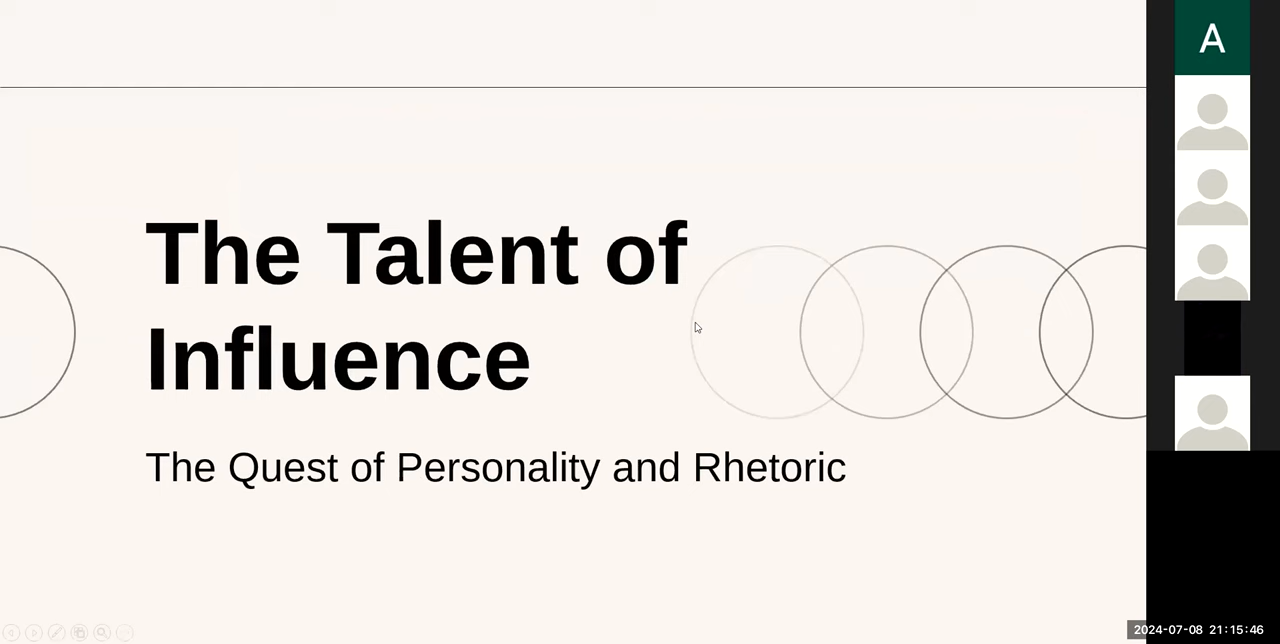 The Talent of
Influence
The Quest of Personality and Rhetoric
A
2024-07-08 21:15:46